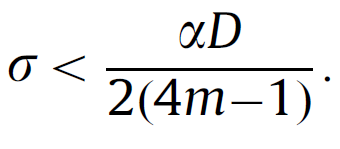 σ < αD / 2(4m−1) .